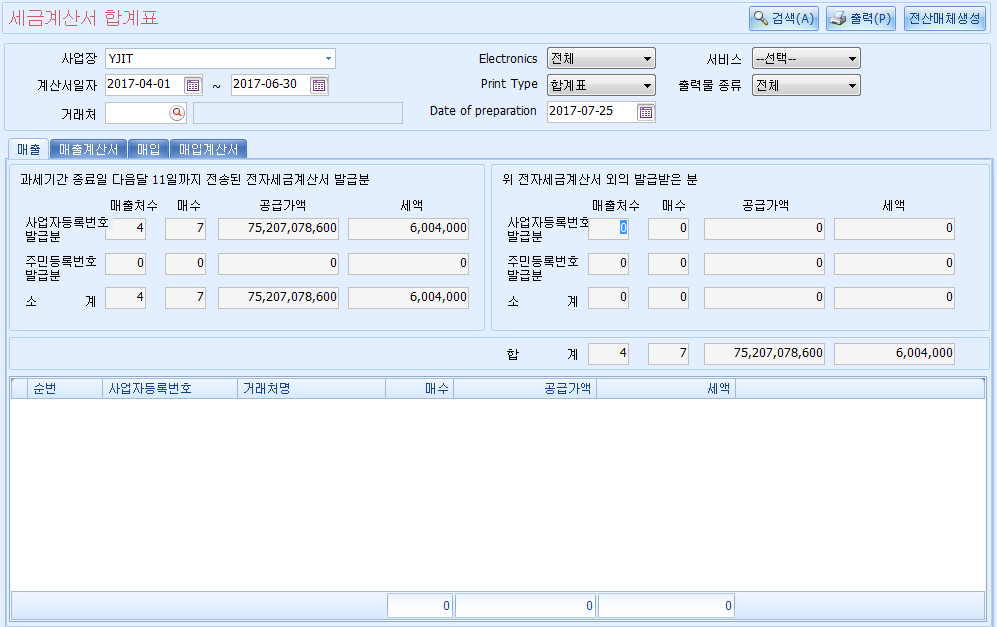 세금계산서 합계표 검색(A) 출력(P) 전산매체생성
사업장 YJIT Electronics 전체 서비스 --선택--
계산서일자 2017-04-01 ~ 2017-06-30 Print Type 합계표 출력물 종류 전체
거래처 Date of preparation 2017-07-25
매출 매출계산서 매입 매입계산서
과세기간 종료일 다음달 11일까지 전송된 전자세금계산서 발급분
매출처수 매수 공급가액 세액
사업자등록번호
발급분 4 7 75,207,078,600 6,004,000
주민등록번호
발급분 0 0 0 0
소 계 4 7 75,207,078,600 6,004,000
위 전자세금계산서 외의 발급받은 분
매출처수 매수 공급가액 세액
사업자등록번호
발급분 0 0 0 0
주민등록번호
발급분 0 0 0 0
소 계 0 0 0 0
합 계 4 7 75,207,078,600 6,004,000
순번 사업자등록번호 거래처명 매수 공급가액 세액
0 0 0